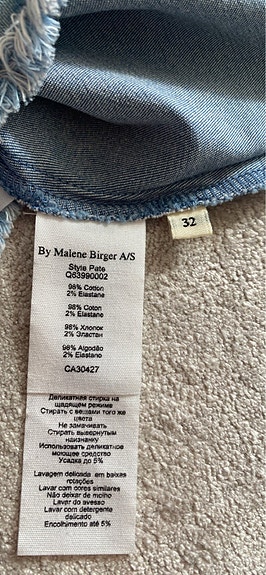 32
By Malene Birger A/S
Style Pate
Q63990002
98% Cotton
2% Elastane
98% Coton
2% Elastane
98% Хлопок
2% Эластан
98% Algodão
2% Elastano
CA30427
Деликатная стирка на
щадящем режиме
Стирать с вещами того же
цвета
Не замачивать
Стирать вывернутым
наизнанку
Использовать деликатное
моющее средство
Усадка до 5%
Lavagem delicada em baixas
rotações
Lavar com cores similares
Não deixar de molho
Lavar do avesso
Lavar com detergente
delicado
Encolhimento até 5%